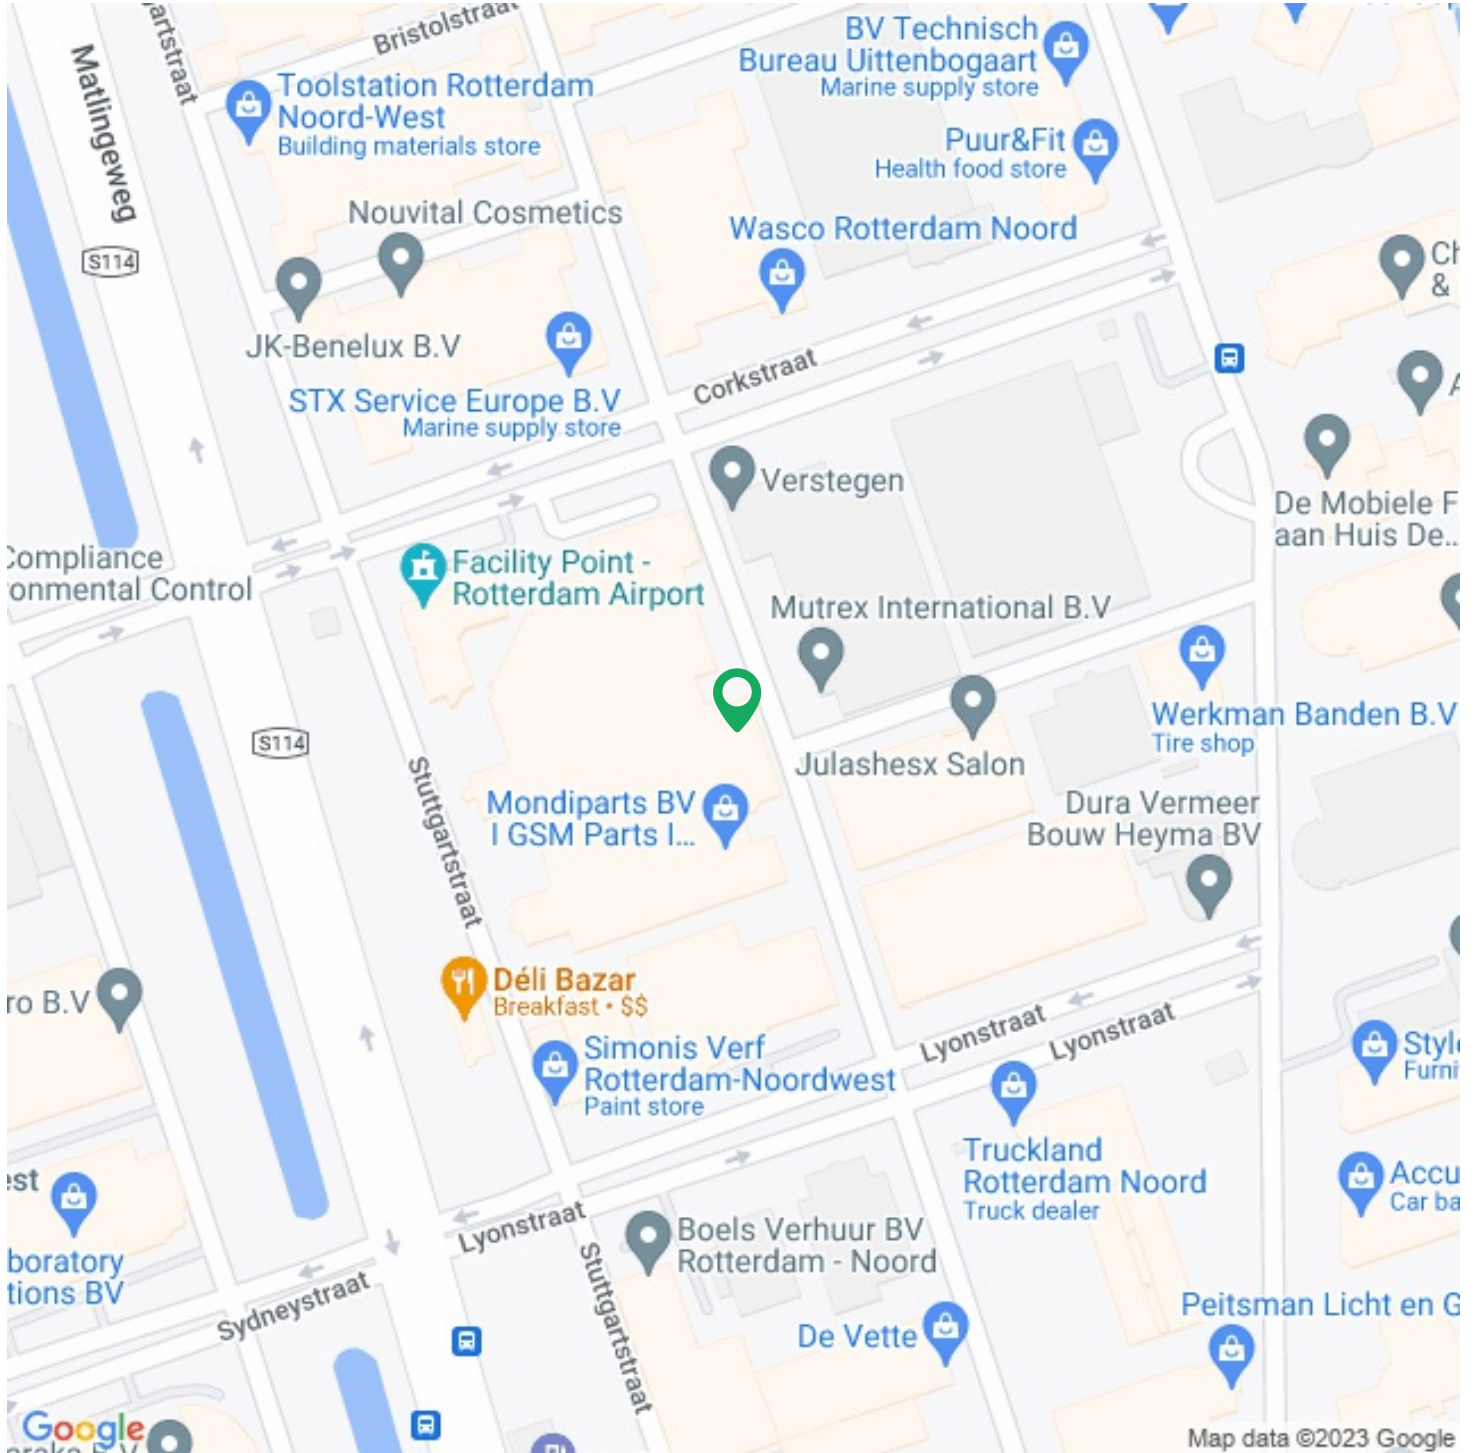 Bristolstraat
artstraat
Matlingeweg
BV Technisch
Bureau Uittenbogaart
Marine supply store
Toolstation Rotterdam
Noord-West
Building materials store
Puur&Fit
Health food store
Nouvital Cosmetics
Wasco Rotterdam Noord
S114
Ch
&
JK-Benelux B.V
STX Service Europe B.V
Marine supply store
Corkstraat
A
Verstegen
De Mobiele F
aan Huis De...
Compliance
onmental Control
Facility Point -
Rotterdam Airport
Mutrex International B.V
Werkman Banden B.V
Tire shop
S114
Julashesx Salon
Stuttgartstraat
Mondiparts BV
I GSM Parts I...
Dura Vermeer
Bouw Heyma BV
ro B.V
Déli Bazar
Breakfast • $$
Lyonstraat
Lyonstraat
Simonis Verf
Rotterdam-Noordwest
Paint store
Style
Furni
Truckland
Rotterdam Noord
Truck dealer
est
Accu
Car ba
Lyonstraat
Boels Verhuur BV
Rotterdam - Noord
boratory
tions BV
Sydneystraat
Stuttgartstraat
Peitsman Licht en G
De Vette
Google
Map data ©2023 Google